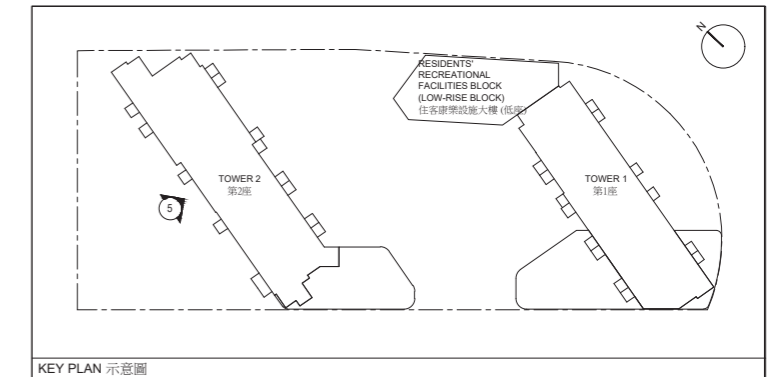 N
RESIDENTS'
RECREATIONAL
FACILITIES BLOCK
(LOW-RISE BLOCK)
住客康樂設施大樓 (低座)
TOWER 2
第2座
TOWER 1
第1座
5
KEY PLAN 示意圖